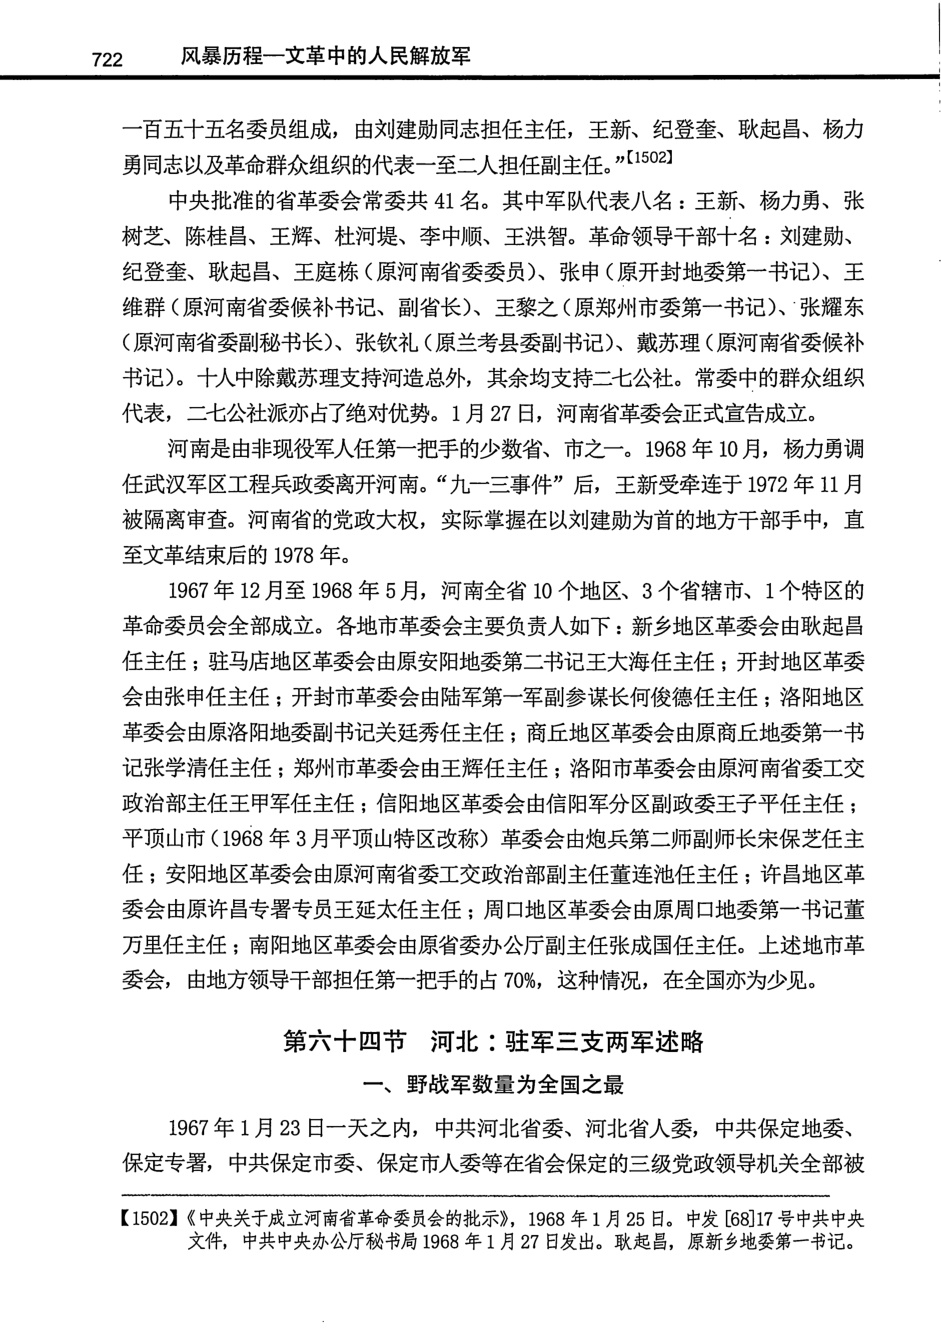 722 风暴历程—文革中的人民解放军
一百五十五名委员组成，由刘建勋同志担任主任，王新、纪登奎、耿起昌、杨力
勇同志以及革命群众组织的代表一至二人担任副主任。”【1502】
中央批准的省革委会常委共 41 名。其中军队代表八名：王新、杨力勇、张
树芝、陈桂昌、王辉、杜河堤、李中顺、王洪智。革命领导干部十名：刘建勋、
纪登奎、耿起昌、王庭栋（原河南省委委员）、张申（原开封地委第一书记）、王
维群（原河南省委候补书记、副省长）、王黎之（原郑州市委第一书记）、张耀东
（原河南省委副秘书长）、张钦礼（原兰考县委副书记）、戴苏理（原河南省委候补
书记）。十人中除戴苏理支持河造总外，其余均支持二七公社。常委中的群众组织
代表，二七公社派亦占了绝对优势。1 月 27 日，河南省革委会正式宣告成立。
河南是由非现役军人任第一把手的少数省、市之一。1968 年 10 月，杨力勇调
任武汉军区工程兵政委离开河南。“九一三事件”后，王新受牵连于 1972 年 11 月
被隔离审查。河南省的党政大权，实际掌握在以刘建勋为首的地方干部手中，直
至文革结束后的 1978 年。
1967 年 12 月至 1968 年 5 月，河南全省 10 个地区、3 个省辖市、1 个特区的
革命委员会全部成立。各地市革委会主要负责人如下：新乡地区革委会由耿起昌
任主任；驻马店地区革委会由原安阳地委第二书记王大海任主任；开封地区革委
会由张申任主任；开封市革委会由陆军第一军副参谋长何俊德任主任；洛阳地区
革委会由原洛阳地委副书记关廷秀任主任；商丘地区革委会由原商丘地委第一书
记张学清任主任；郑州市革委会由王辉任主任；洛阳市革委会由原河南省委工交
政治部主任王甲军任主任；信阳地区革委会由信阳军分区副政委王子平任主任；
平顶山市（1968 年 3 月平顶山特区改称）革委会由炮兵第二师副师长宋保芝任主
任；安阳地区革委会由原河南省委工交政治部副主任董连池任主任；许昌地区革
委会由原许昌专署专员王延太任主任；周口地区革委会由原周口地委第一书记董
万里任主任；南阳地区革委会由原省委办公厅副主任张成国任主任。上述地市革
委会，由地方领导干部担任第一把手的占 70%，这种情况，在全国亦为少见。
第六十四节 河北：驻军三支两军述略
一、野战军数量为全国之最
1967 年 1 月 23 日一天之内，中共河北省委、河北省人委，中共保定地委、
保定专署，中共保定市委、保定市人委等在省会保定的三级党政领导机关全部被
【1502】《中央关于成立河南省革命委员会的批示》，1968 年 1 月 25 日。中发 [68]17 号中共中央
文件，中共中央办公厅秘书局 1968 年 1 月 27 日发出。耿起昌，原新乡地委第一书记。